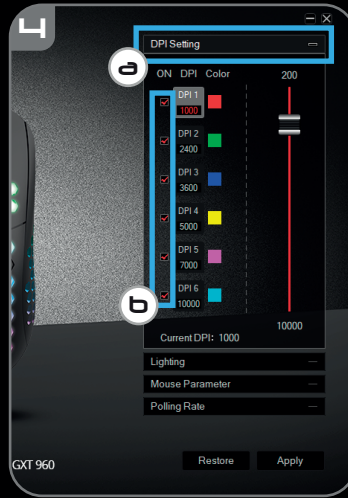 4
DPI Setting
a
ON DPI Color 200
DPI 1
1000
DPI 2
2400
DPI 3
3600
DPI 4
5000
DPI 5
7000
b
DPI 6
10000
10000
Current DPI: 1000
Lighting
Mouse Parameter
Polling Rate
GXT 960
Restore Apply